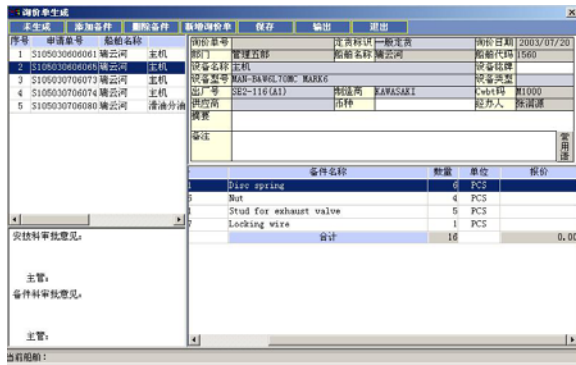 询价单生成
未生成 添加备件 删除备件 新增询价单 保存 输出 退出
序号 申请单号 船舶名称
1 S105030606061 瑞云河 主机
2 S105030606065 瑞云河 主机
3 S105030706073 瑞云河 主机
4 S105030706074 瑞云河 主机
5 S105030706080 瑞云河 滑油分油
询价单号 定货标识 一般定货 询价日期 2003/07/20
部门 管理五部 船舶名称 瑞云河 船舶代码 1560
设备名称 主机 设备铭牌
设备型号 MAN-B&W6L70MC MARK6 设备类型
出厂号 SE2-116(A1) 制造商 KAWASAKI Cwbt码 M1000
供应商 币种 经办人 张润源
摘要
备注
常用语
备件名称 数量 单位 报价
Disc spring 6 PCS
Nut 4 PCS
Stud for exhaust valve 5 PCS
Locking wire 1 PCS
合计 16 0.00
安技科审批意见:
主管:
备件科审批意见:
主管:
当前船舶: